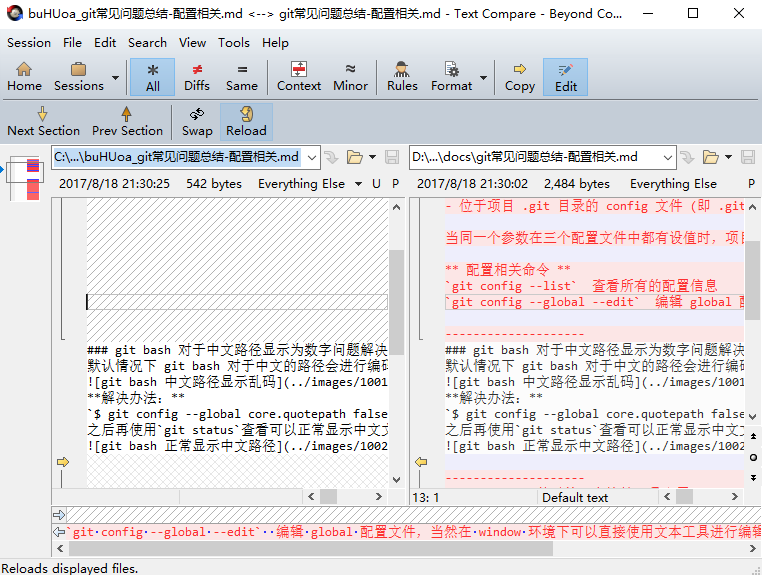 buHUoa_git常见问题总结-配置相关.md <--> git常见问题总结-配置相关.md - Text Compare - Beyond Co...
Session File Edit Search View Tools Help
Home Sessions All Diffs Same Context Minor Rules Format Copy Edit
Next Section Prev Section Swap Reload
C:\...\buHUoa_git常见问题总结-配置相关.md
D:\...\docs\git常见问题总结-配置相关.md
2017/8/18 21:30:25 542 bytes Everything Else U P
2017/8/18 21:30:02 2,484 bytes Everything Else P
### git bash 对于中文路径显示为数字问题解决
默认情况下 git bash 对于中文的路径会进行编码
![git bash 中文路径显示乱码](../images/1001
**解决办法：**
`$ git config --global core.quotepath false
之后再使用`git status`查看可以正常显示中文文
![git bash 正常显示中文路径](../images/1002
- 位于项目 .git 目录的 config 文件 (即 .git
当同一个参数在三个配置文件中都有设值时，项目
** 配置相关命令 **
`git config --list` 查看所有的配置信息
`git config --global --edit` 编辑 global 配
--------------------
### git bash 对于中文路径显示为数字问题解决
默认情况下 git bash 对于中文的路径会进行编码
![git bash 中文路径显示乱码](../images/1001
**解决办法：**
`$ git config --global core.quotepath false
之后再使用`git status`查看可以正常显示中文文
![git bash 正常显示中文路径](../images/1002
--------------------
13: 1 Default text
`git·config·--global·--edit`··编辑·global·配置文件，当然在·window·环境下可以直接使用文本工具进行编辑
Reloads displayed files.